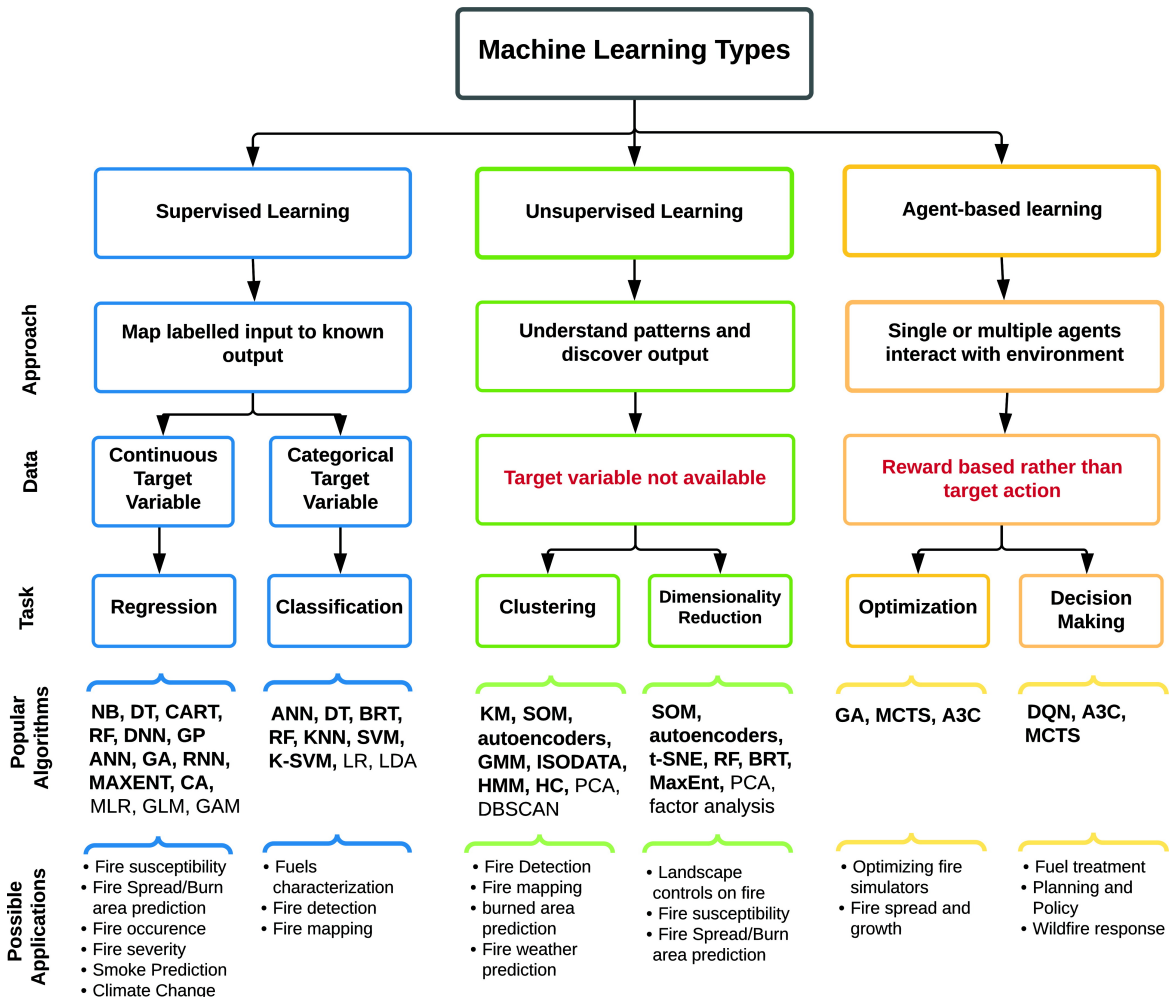 Machine Learning Types
Supervised Learning
Unsupervised Learning
Agent-based learning
Approach
Map labelled input to known
output
Understand patterns and
discover output
Single or multiple agents
interact with environment
Data
Continuous
Target
Variable
Categorical
Target
Variable
Target variable not available
Reward based rather than
target action
Task
Regression
Classification
Clustering
Dimensionality
Reduction
Optimization
Decision
Making
Popular
Algorithms
NB, DT, CART,
RF, DNN, GP
ANN, GA, RNN,
MAXENT, CA,
MLR, GLM, GAM
ANN, DT, BRT,
RF, KNN, SVM,
K-SVM, LR, LDA
KM, SOM,
autoencoders,
GMM, ISODATA,
HMM, HC, PCA,
DBSCAN
SOM,
autoencoders,
t-SNE, RF, BRT,
MaxEnt, PCA,
factor analysis
GA, MCTS, A3C
DQN, A3C,
MCTS
Possible
Applications
• Fire susceptibility
• Fire Spread/Burn
area prediction
• Fire occurence
• Fire severity
• Smoke Prediction
• Climate Change
• Fuels
characterization
• Fire detection
• Fire mapping
• Fire Detection
• Fire mapping
• burned area
prediction
• Fire weather
prediction
• Landscape
controls on fire
• Fire susceptibility
• Fire Spread/Burn
area prediction
• Optimizing fire
simulators
• Fire spread and
growth
• Fuel treatment
• Planning and
Policy
• Wildfire response